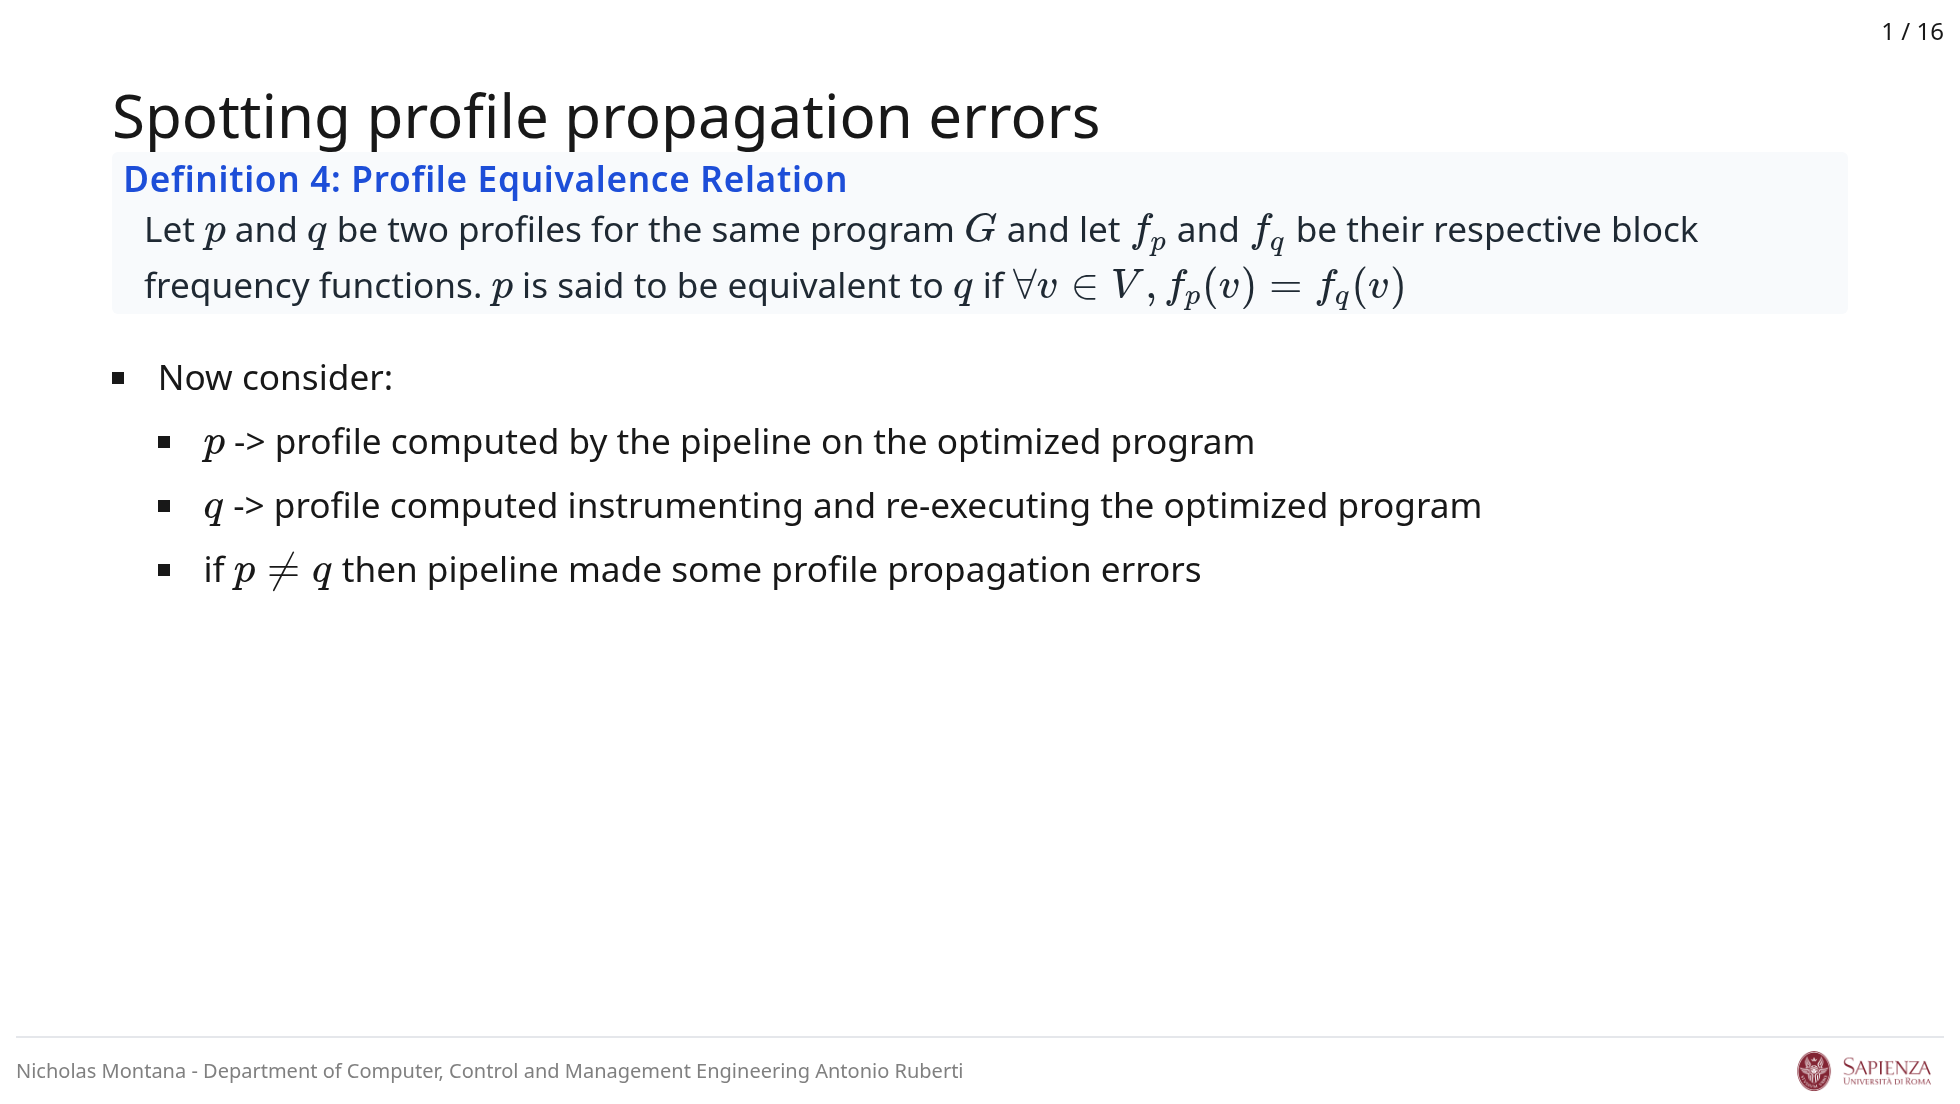 1 / 16
Spotting profile propagation errors
Definition 4: Profile Equivalence Relation
Let p and q be two profiles for the same program G and let f_p and f_q be their respective block
frequency functions. p is said to be equivalent to q if ∀v ∈ V, f_p(v) = f_q(v)
▪ Now consider:
▪ p -> profile computed by the pipeline on the optimized program
▪ q -> profile computed instrumenting and re-executing the optimized program
▪ if p ≠ q then pipeline made some profile propagation errors
Nicholas Montana - Department of Computer, Control and Management Engineering Antonio Ruberti
SAPIENZA
UNIVERSITÀ DI ROMA